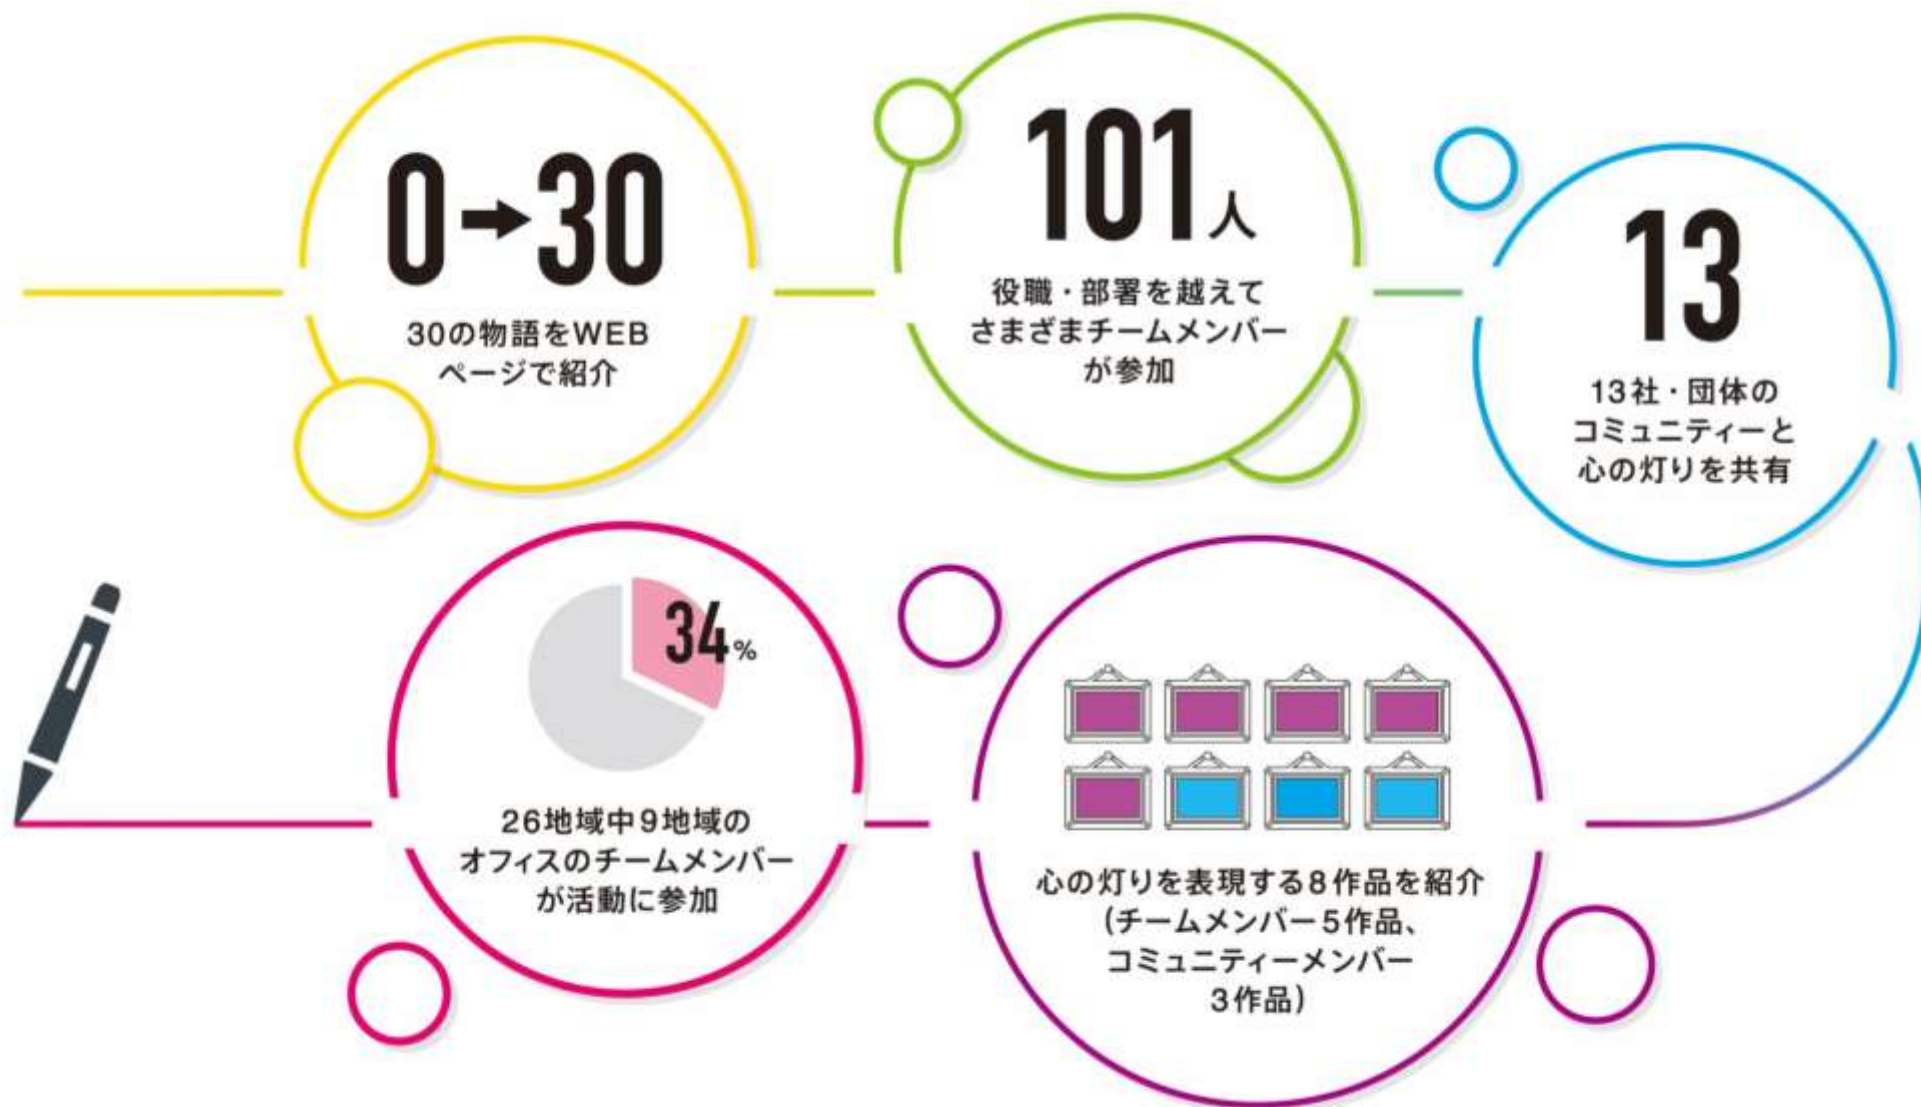 0→30
30の物語をWEB
ページで紹介
101人
役職・部署を越えて
さまざまチームメンバー
が参加
13
13社・団体の
コミュニティーと
心の灯りを共有
34%
26地域中9地域の
オフィスのチームメンバー
が活動に参加
心の灯りを表現する8作品を紹介
(チームメンバー5作品、
コミュニティーメンバー
3作品)